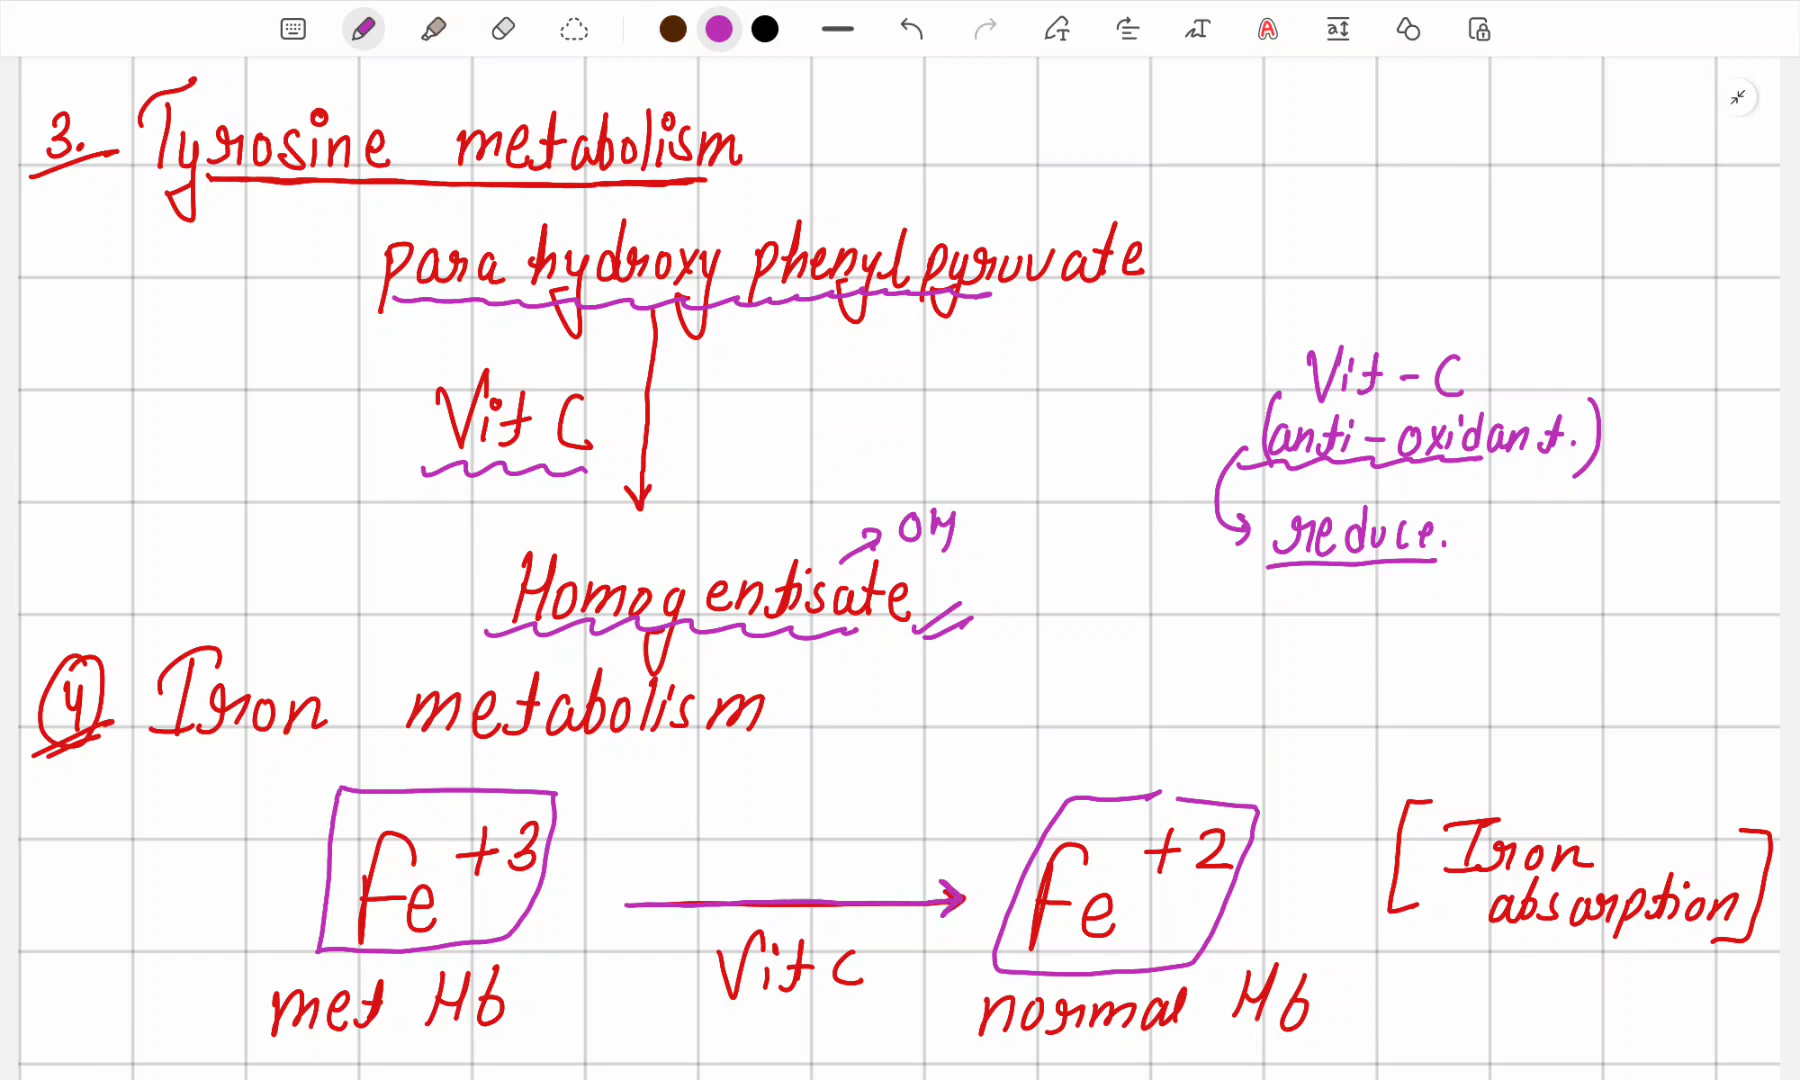 3. Tyrosine metabolism
para hydroxy phenyl pyruvate
Vit C
Vit - C
(anti - oxidant.)
reduce.
OH
Homogentisate
4 Iron metabolism
Fe+3
Fe+2
Vit C
[Iron absorption]
met Hb
normal Hb